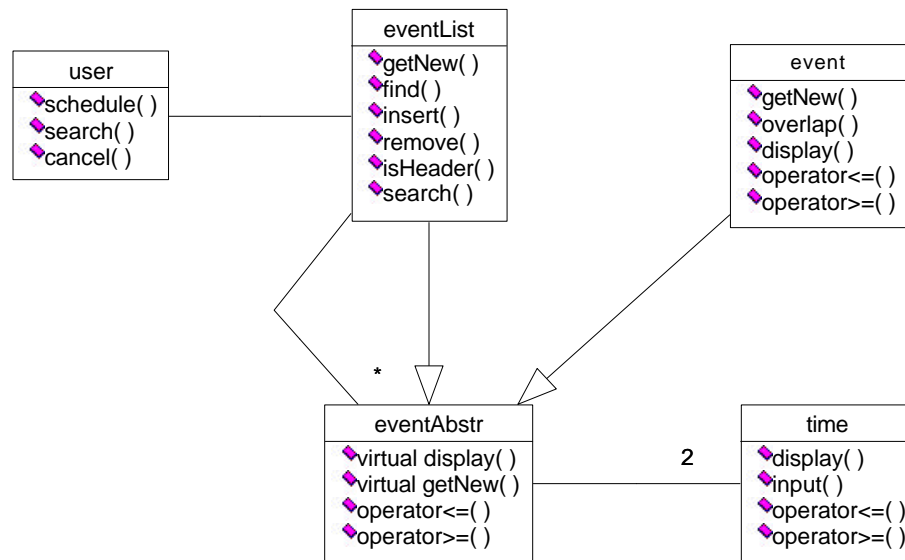 user
schedule( )
search( )
cancel( )
eventList
getNew( )
find( )
insert( )
remove( )
isHeader( )
search( )
event
getNew( )
overlap( )
display( )
operator<=( )
operator>=( )
*
eventAbstr
virtual display( )
virtual getNew( )
operator<=( )
operator>=( )
2
time
display( )
input( )
operator<=( )
operator>=( )